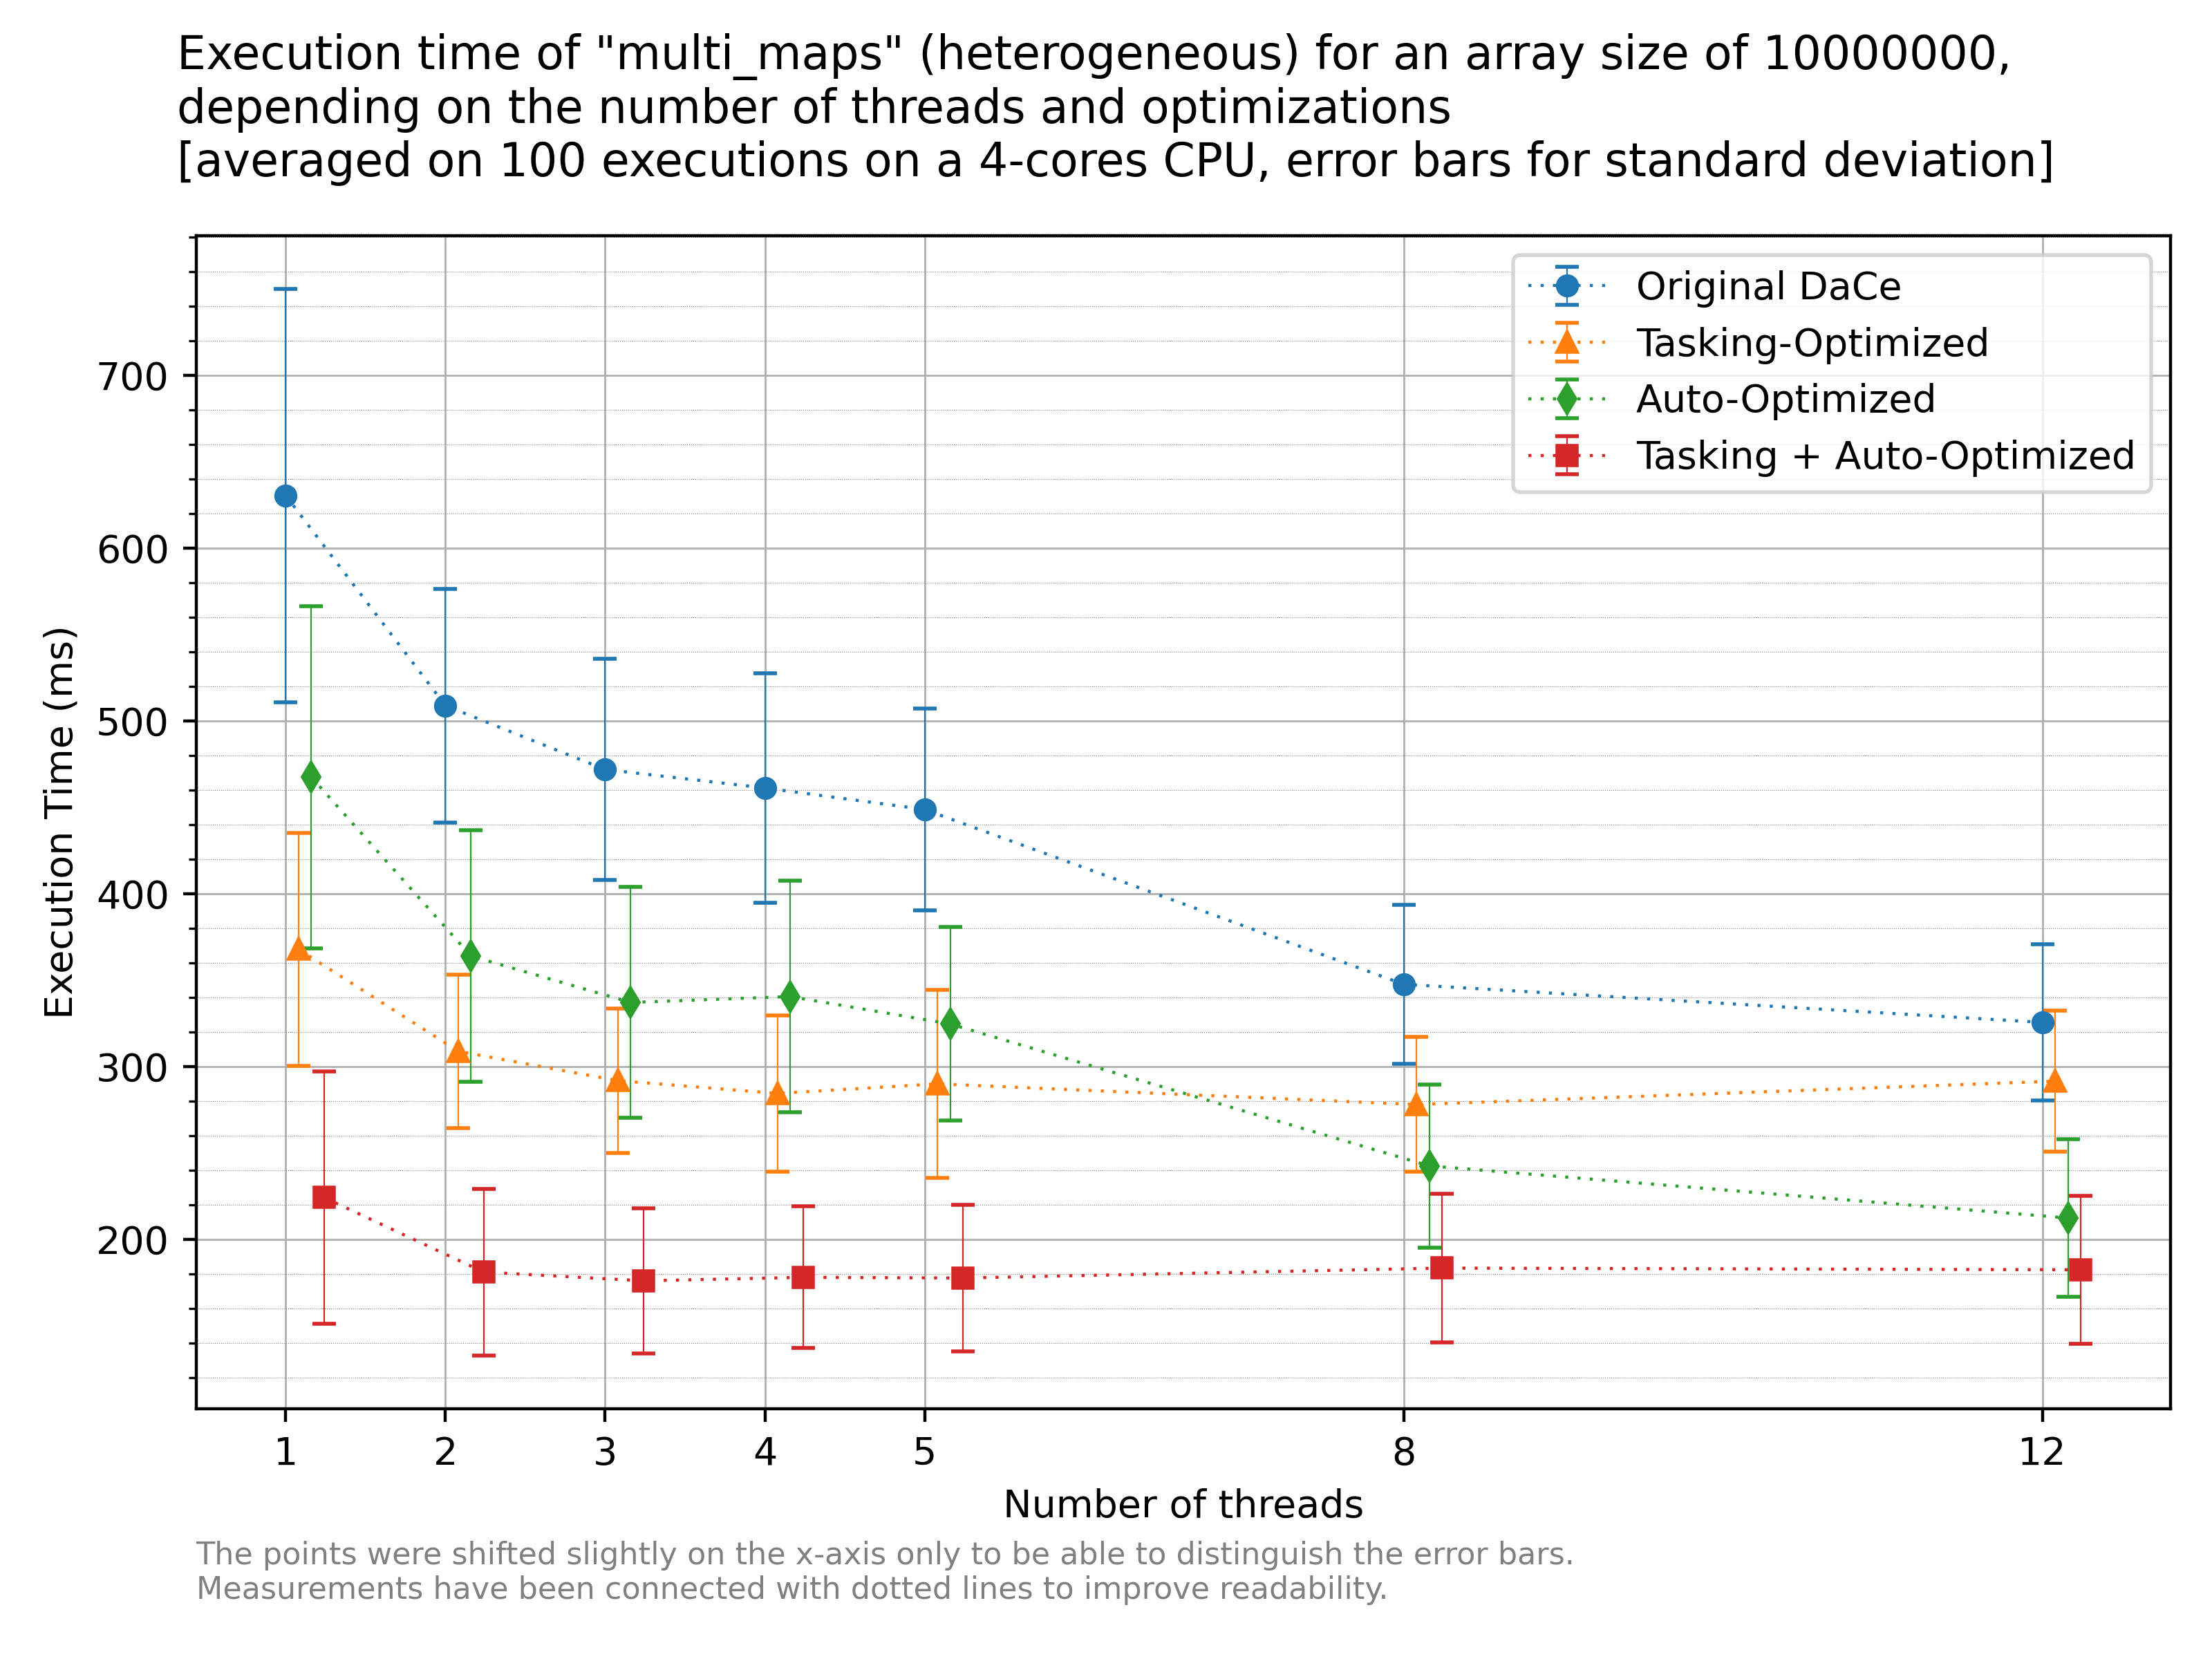 Execution time of "multi_maps" (heterogeneous) for an array size of 10000000,
depending on the number of threads and optimizations
[averaged on 100 executions on a 4-cores CPU, error bars for standard deviation]
Original DaCe
Tasking-Optimized
Auto-Optimized
Tasking + Auto-Optimized
700
600
500
400
300
200
Execution Time (ms)
1 2 3 4 5 8 12
Number of threads
The points were shifted slightly on the x-axis only to be able to distinguish the error bars.
Measurements have been connected with dotted lines to improve readability.